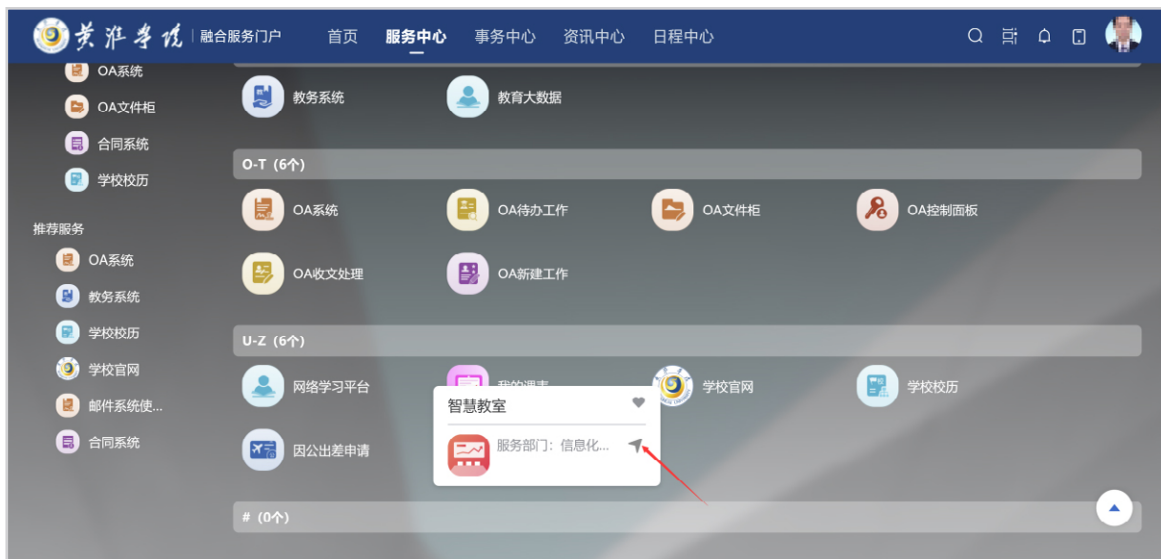 黄淮学院 融合服务门户 首页 服务中心 事务中心 资讯中心 日程中心
OA系统
OA文件柜
合同系统
学校校历
推荐服务
OA系统
教务系统
学校校历
学校官网
邮件系统使...
合同系统
教务系统 教育大数据
O-T (6个)
OA系统 OA待办工作 OA文件柜 OA控制面板
OA收文处理 OA新建工作
U-Z (6个)
网络学习平台 我的课表 学校官网 学校校历
智慧教室
因公出差申请 服务部门：信息化...
# (0个)